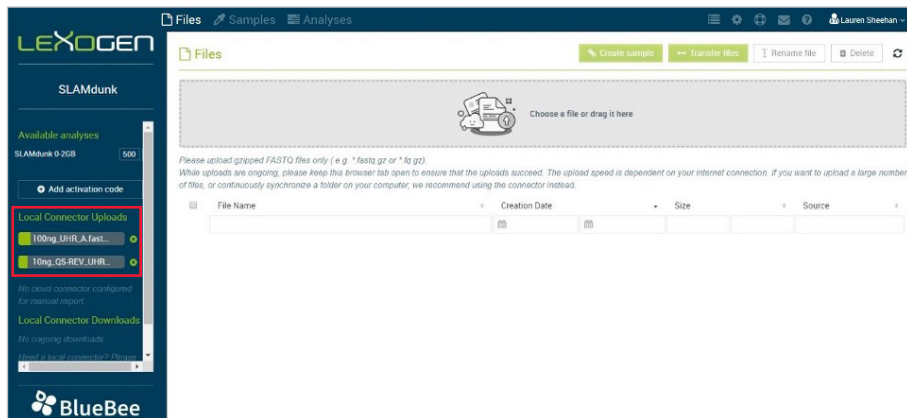 Files Samples Analyses Lauren Sheehan
LEXOGEN
SLAMdunk
Available analyses
SLAMdunk 0-2GB 500
Add activation code
Local Connector Uploads
100ng_UHR_A.fast...
10ng_QS-REV_UHR...
No cloud connector configured
for manual import
Local Connector Downloads
No ongoing downloads
Need a local connector? Please
BlueBee
Files
Create sample Transfer files Rename file Delete
Choose a file or drag it here
Please upload gzipped FASTQ files only ( e.g. *.fastq.gz or *.fq.gz).
While uploads are ongoing, please keep this browser tab open to ensure that the uploads succeed. The upload speed is dependent on your internet connection. If you want to upload a large number
of files, or continuously synchronize a folder on your computer, we recommend using the connector instead.
File Name Creation Date Size Source